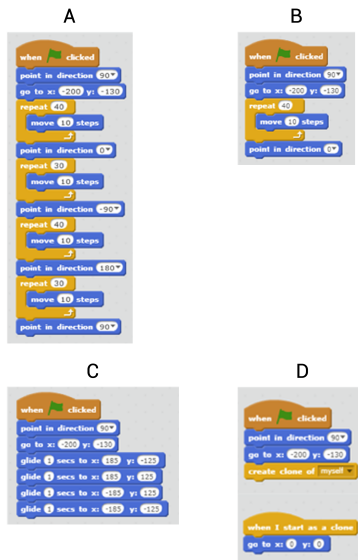 A
when clicked
point in direction 90
go to x: -200 y: -130
repeat 40
move 10 steps
point in direction 0
repeat 30
move 10 steps
point in direction -90
repeat 40
move 10 steps
point in direction 180
repeat 30
move 10 steps
point in direction 90
B
when clicked
point in direction 90
go to x: -200 y: -130
repeat 40
move 10 steps
point in direction 0
C
when clicked
point in direction 90
go to x: -200 y: -130
glide 1 secs to x: 185 y: -125
glide 1 secs to x: 185 y: 125
glide 1 secs to x: -185 y: 125
glide 1 secs to x: -185 y: -125
D
when clicked
point in direction 90
go to x: -200 y: -130
create clone of myself
when I start as a clone
go to x: 0 y: 0